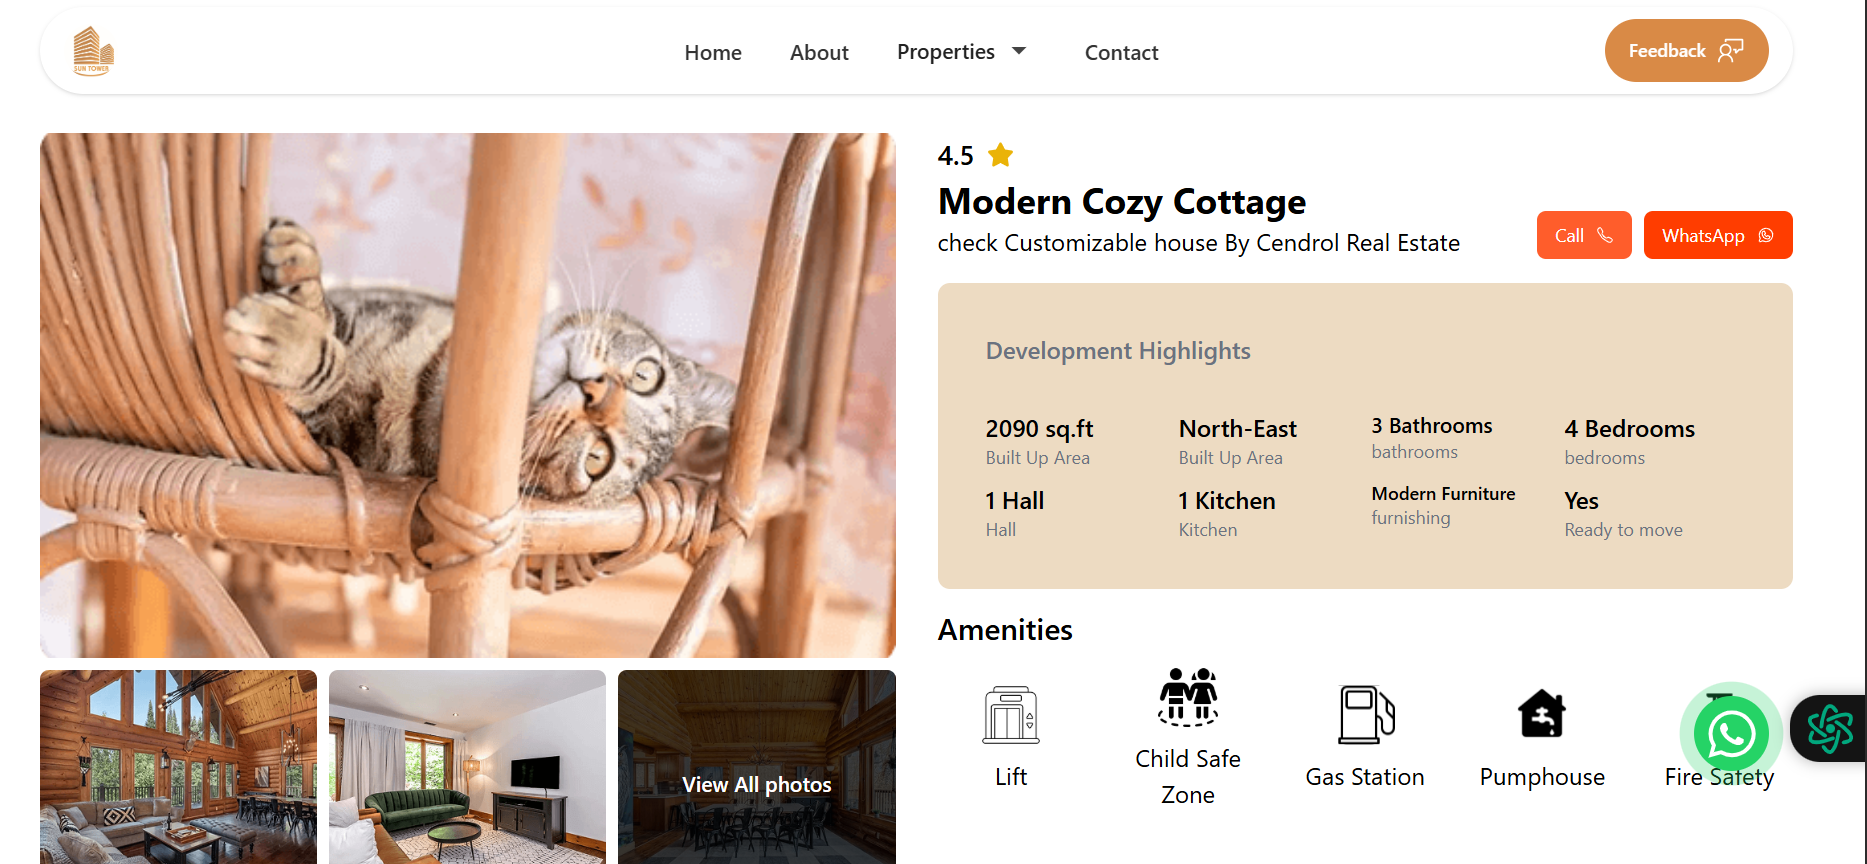 SUN TOWER
Home
About
Properties
Contact
Feedback
4.5
Modern Cozy Cottage
check Customizable house By Cendrol Real Estate
Call
WhatsApp
Development Highlights
2090 sq.ft
Built Up Area
North-East
Built Up Area
3 Bathrooms
bathrooms
4 Bedrooms
bedrooms
1 Hall
Hall
1 Kitchen
Kitchen
Modern Furniture
furnishing
Yes
Ready to move
Amenities
Lift
Child Safe
Zone
Gas Station
Pumphouse
Fire Safety
View All photos